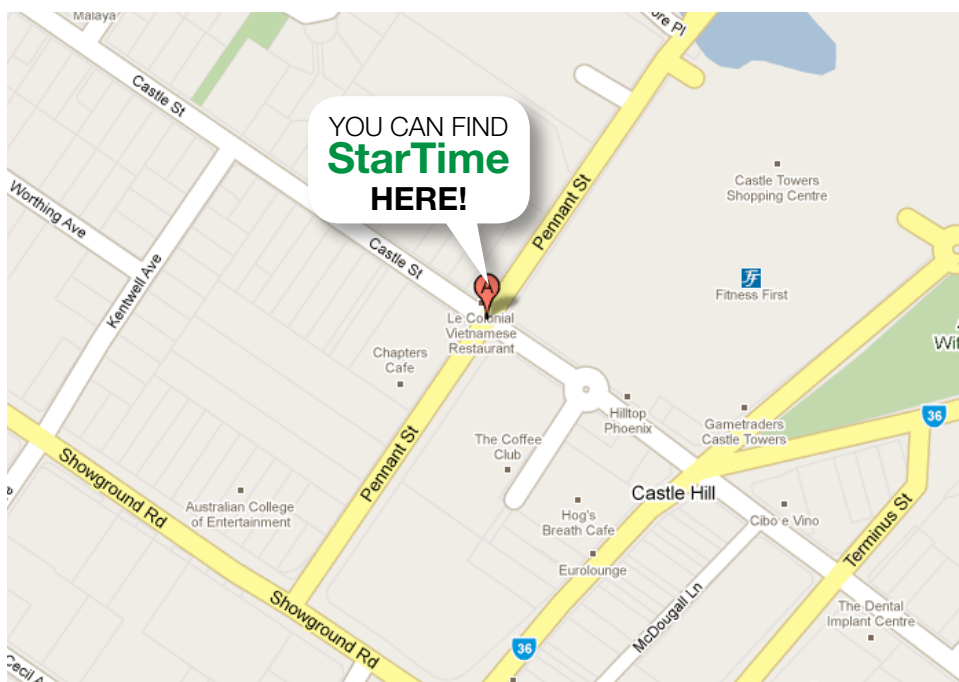 Malaya
ore Pl
Castle St
YOU CAN FIND
StarTime
HERE!
Castle Towers
Shopping Centre
Pennant St
Worthing Ave
Castle St
Kentwell Ave
Fitness First
A
Le Colonial
Vietnamese
Restaurant
Wit
Chapters
Cafe
Hilltop
Phoenix
Gametraders
Castle Towers
36
The Coffee
Club
Pennant St
Showground Rd
Castle Hill
Australian College
of Entertainment
Hog's
Breath Cafe
Cibo e Vino
Terminus St
Eurolounge
McDougall Ln
The Dental
Implant Centre
Showground Rd
36
Cecil A